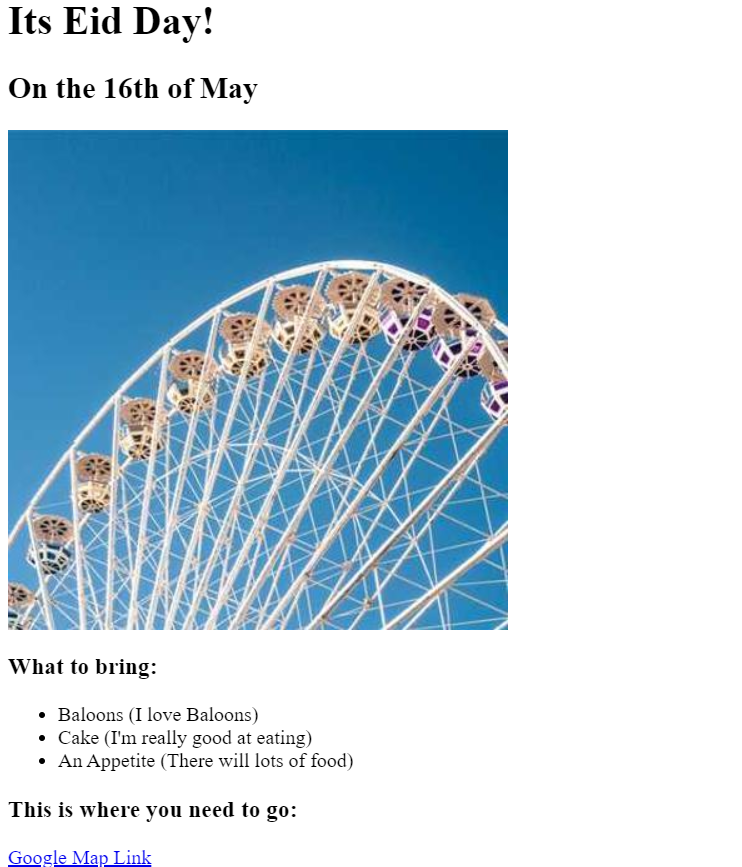 Its Eid Day!
On the 16th of May
What to bring:
Baloons (I love Baloons)
Cake (I'm really good at eating)
An Appetite (There will lots of food)
This is where you need to go:
Google Map Link